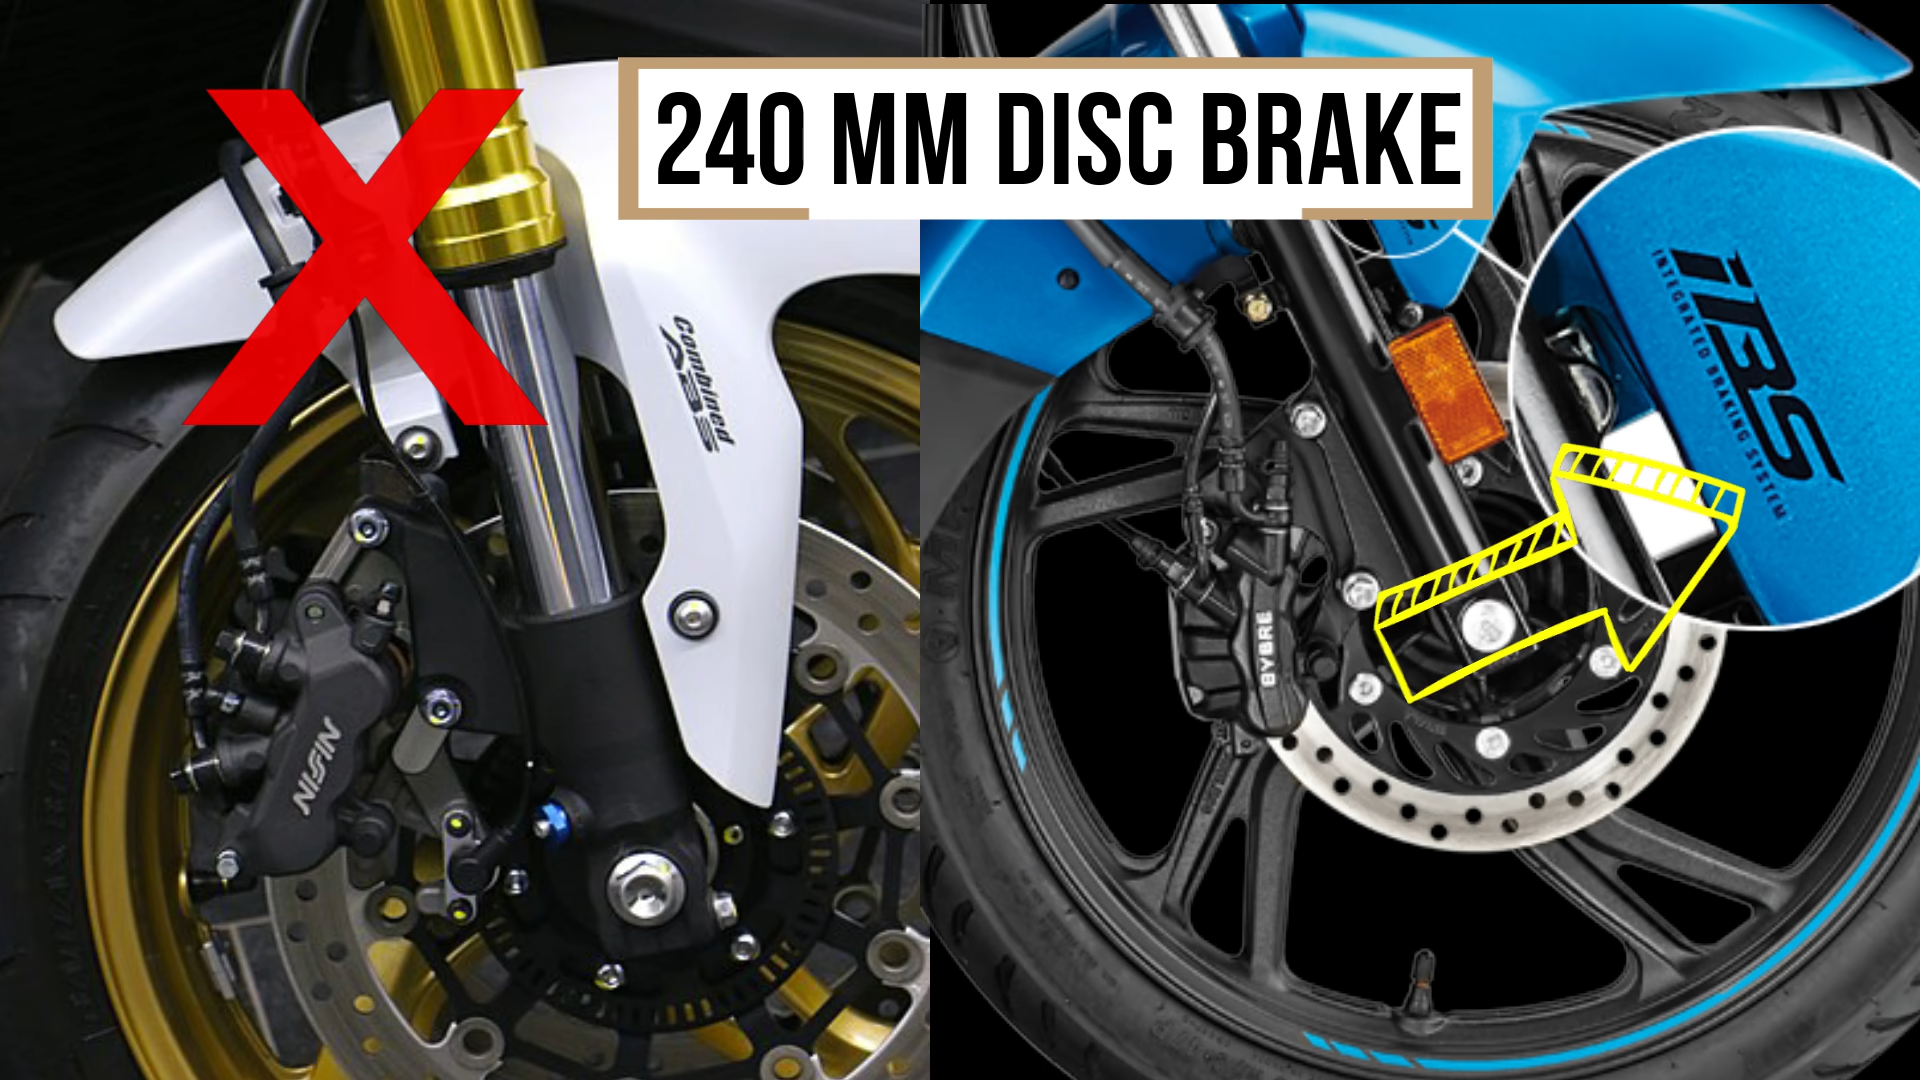 240 MM DISC BRAKE
Combined
ABS
iBS
INTEGRATED BRAKING SYSTEM
BYBRE
NISSIN